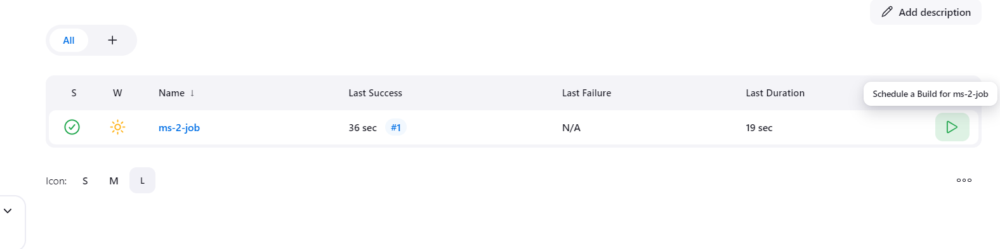 Add description
All +
S W Name ↓ Last Success Last Failure Last Duration
Schedule a Build for ms-2-job
ms-2-job 36 sec #1 N/A 19 sec
Icon: S M L